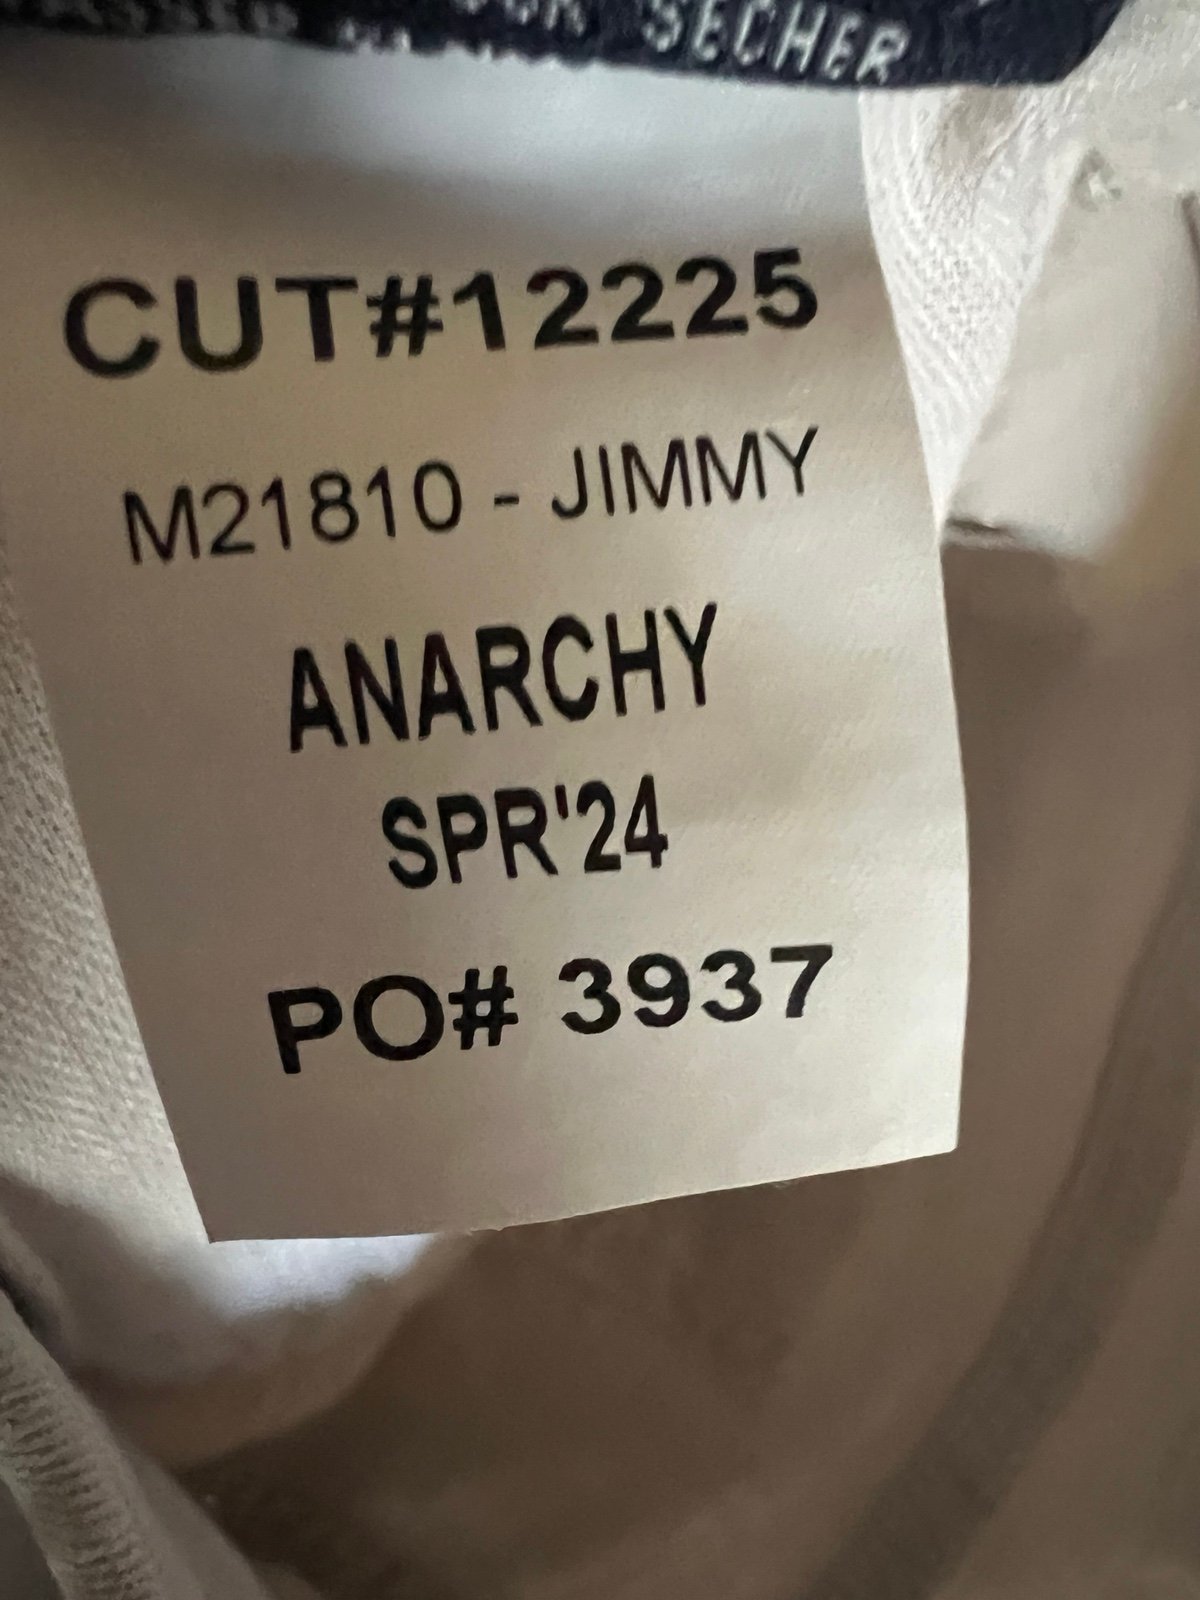 SECHER
CUT#12225
M21810 - JIMMY
ANARCHY
SPR'24
PO# 3937